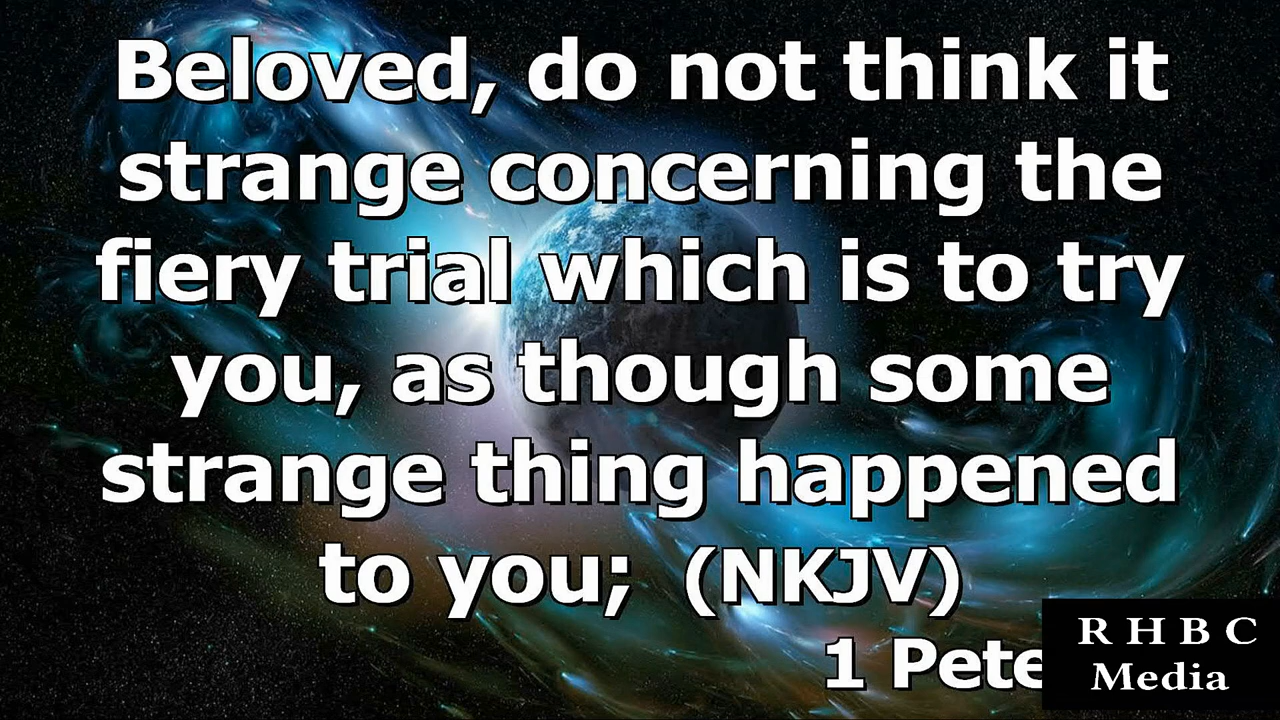 Beloved, do not think it
strange concerning the
fiery trial which is to try
you, as though some
strange thing happened
to you; (NKJV)
1 Pete
R H B C
Media